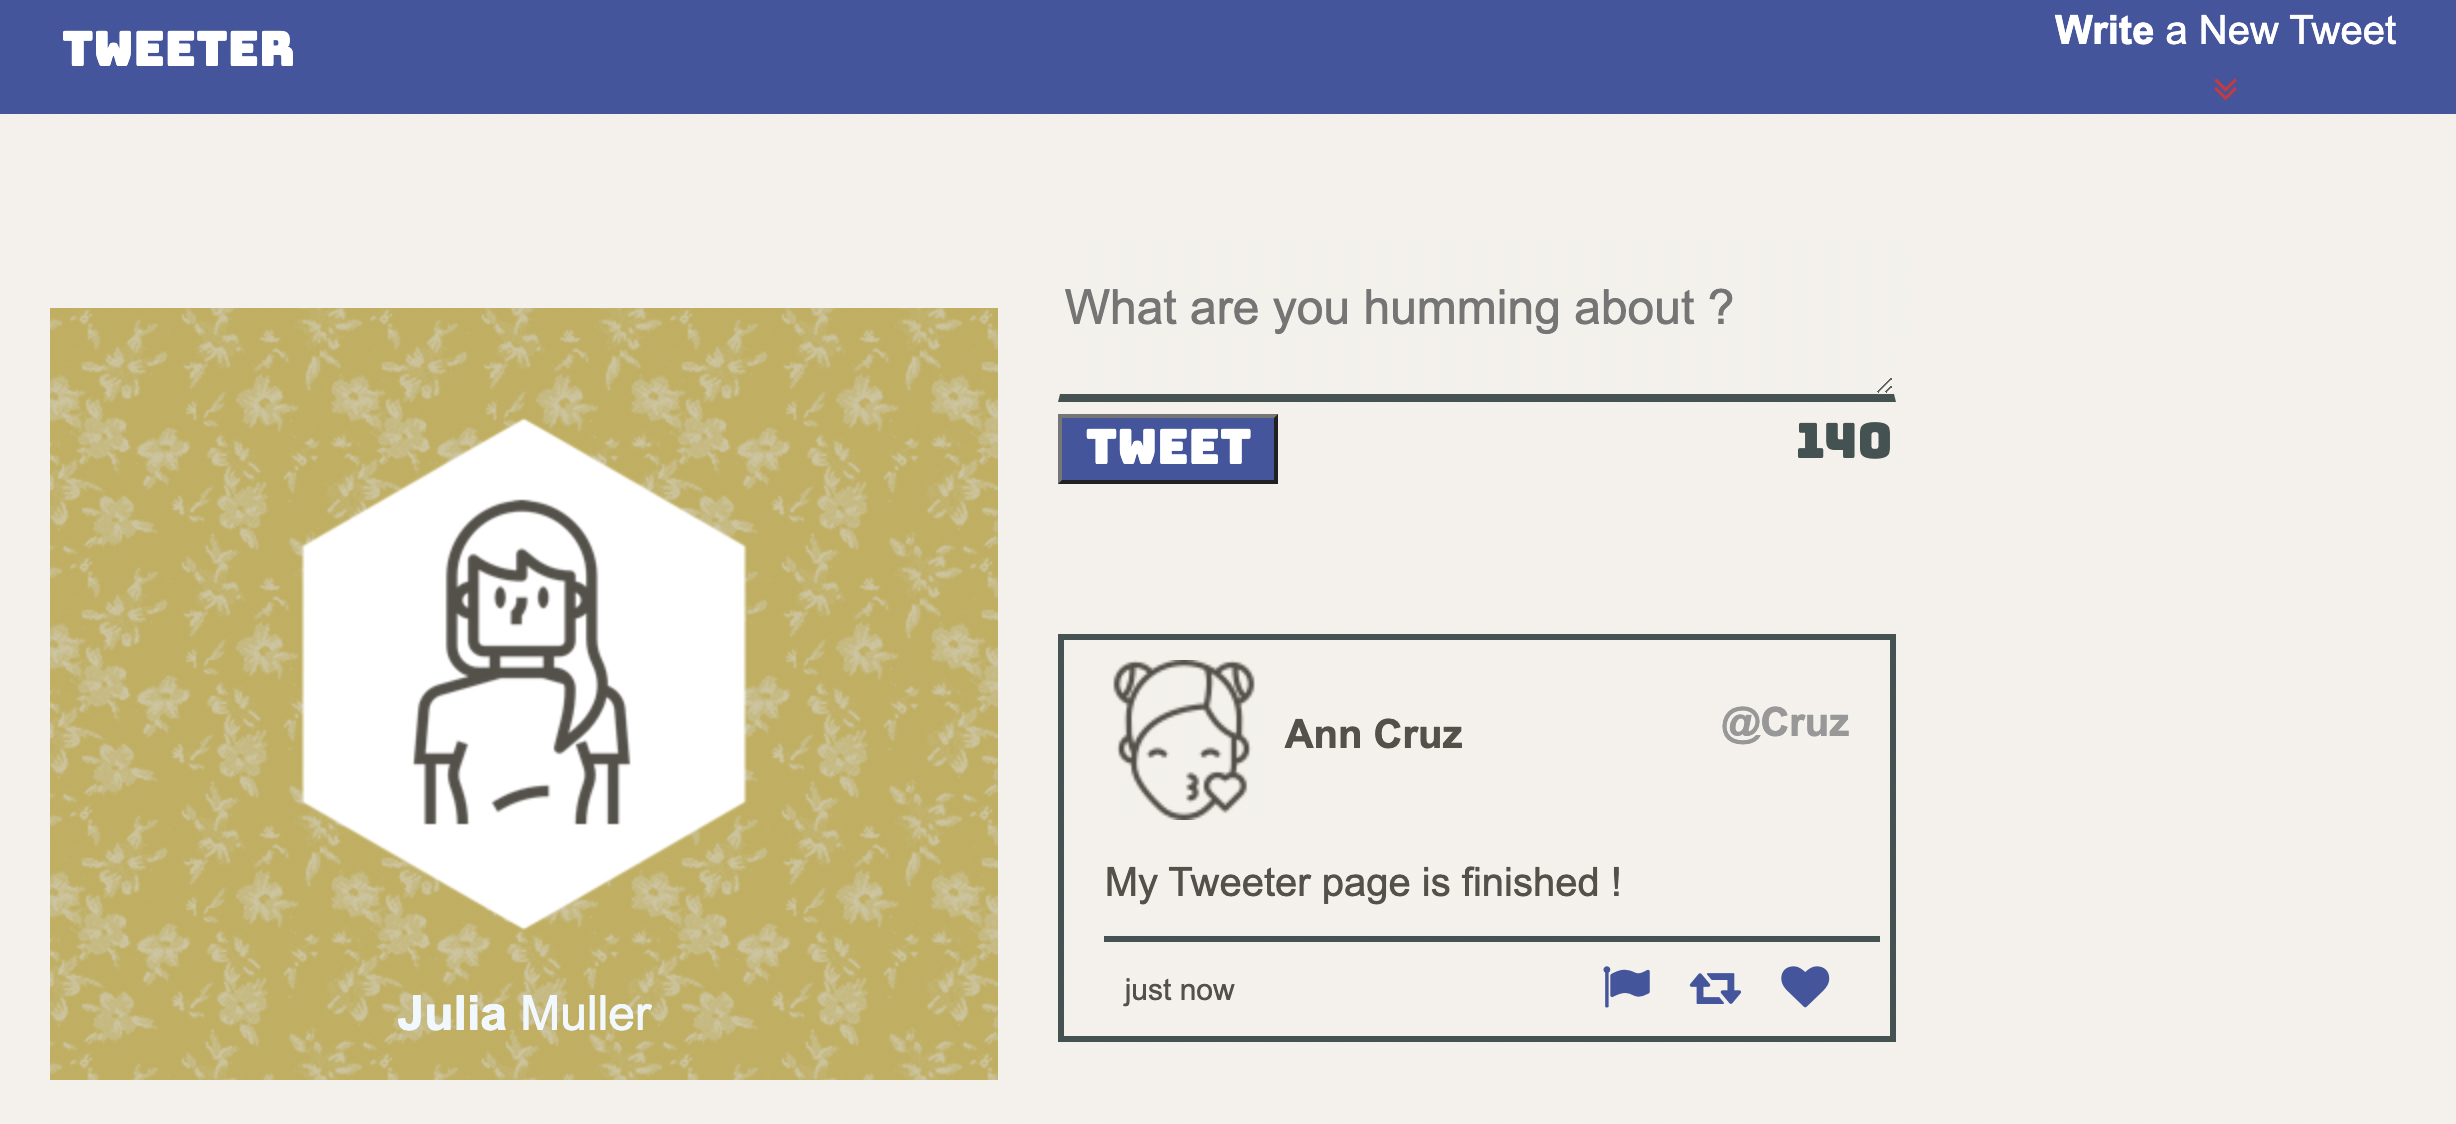 TWEETER
Write a New Tweet
What are you humming about ?
TWEET
140
Julia Muller
Ann Cruz
@Cruz
My Tweeter page is finished !
just now